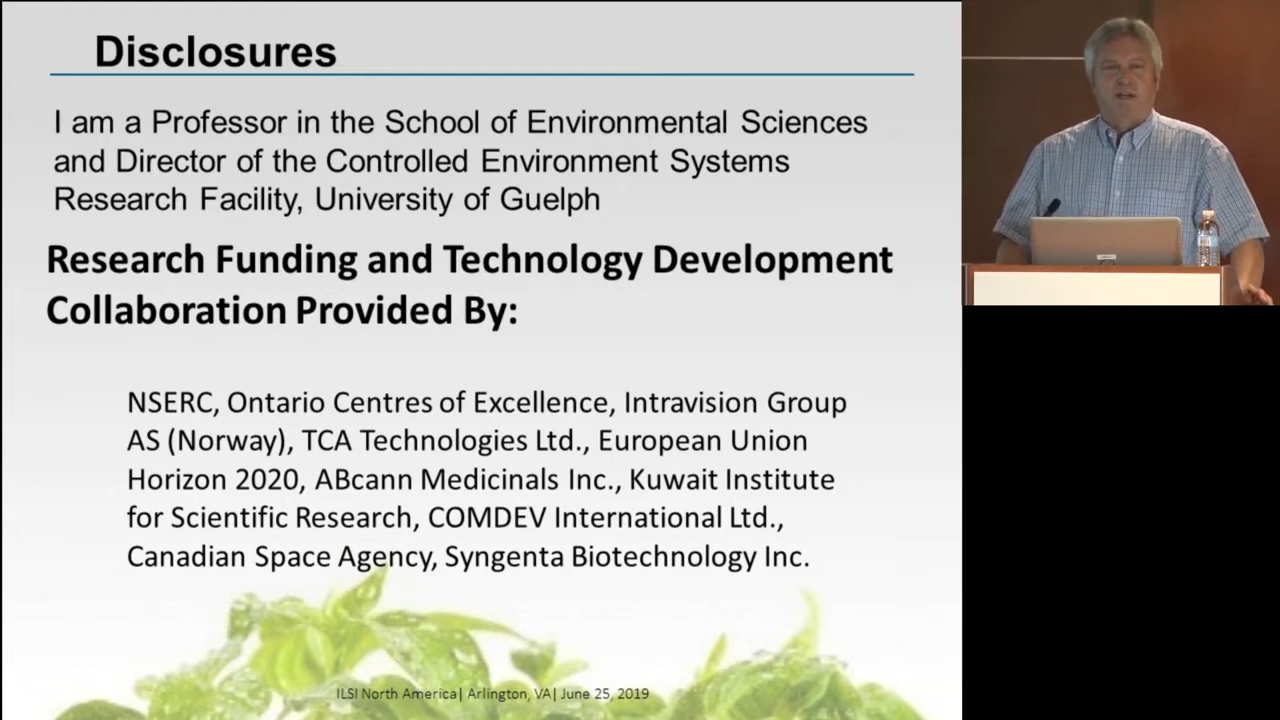 Disclosures
I am a Professor in the School of Environmental Sciences
and Director of the Controlled Environment Systems
Research Facility, University of Guelph
Research Funding and Technology Development
Collaboration Provided By:
NSERC, Ontario Centres of Excellence, Intravision Group
AS (Norway), TCA Technologies Ltd., European Union
Horizon 2020, ABcann Medicinals Inc., Kuwait Institute
for Scientific Research, COMDEV International Ltd.,
Canadian Space Agency, Syngenta Biotechnology Inc.
ILSI North America| Arlington, VA| June 25, 2019